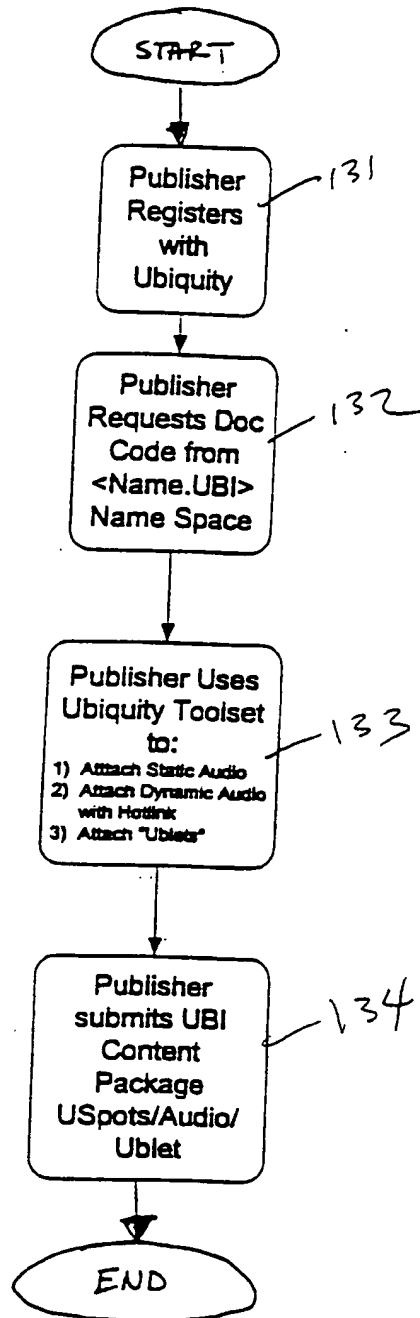 START
Publisher
Registers
with
Ubiquity
131
Publisher
Requests Doc
Code from
<Name.UBI>
Name Space
132
Publisher Uses
Ubiquity Toolset
to:
1) Atttach Static Audio
2) Attach Dynamic Audio
with Hotlink
3) Attach "Ublets"
133
Publisher
submits UBI
Content
Package
USpots/Audio/
Ublet
134
END